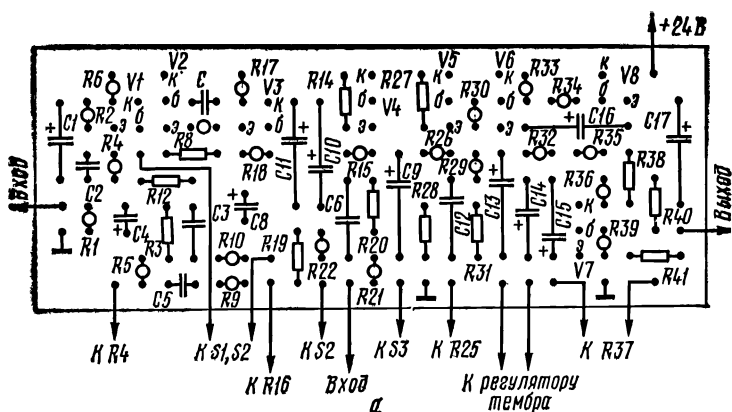 +24В
R6 V1 V2 к С R17 V3 R14 R27 V5 V6 R33 к V8
C1 R2 б к V4 R30 к R34 б C16 C17
э R4 R8 э R18 C11 C10 R15 C9 R26 R29 R32 R35 R38
Вход C2 R12 C3 C8 C6 R28 C12 C13 C14 C15 R36 к R40 Выход
R1 C4 R3 R10 R19 R22 R20 R31 э б R39
R5 C5 R9 R21 V7 R41
К R4 К S1, S2 К S2 К S3 К R25 К R37
К R16 Вход К регулятору
тембра
а